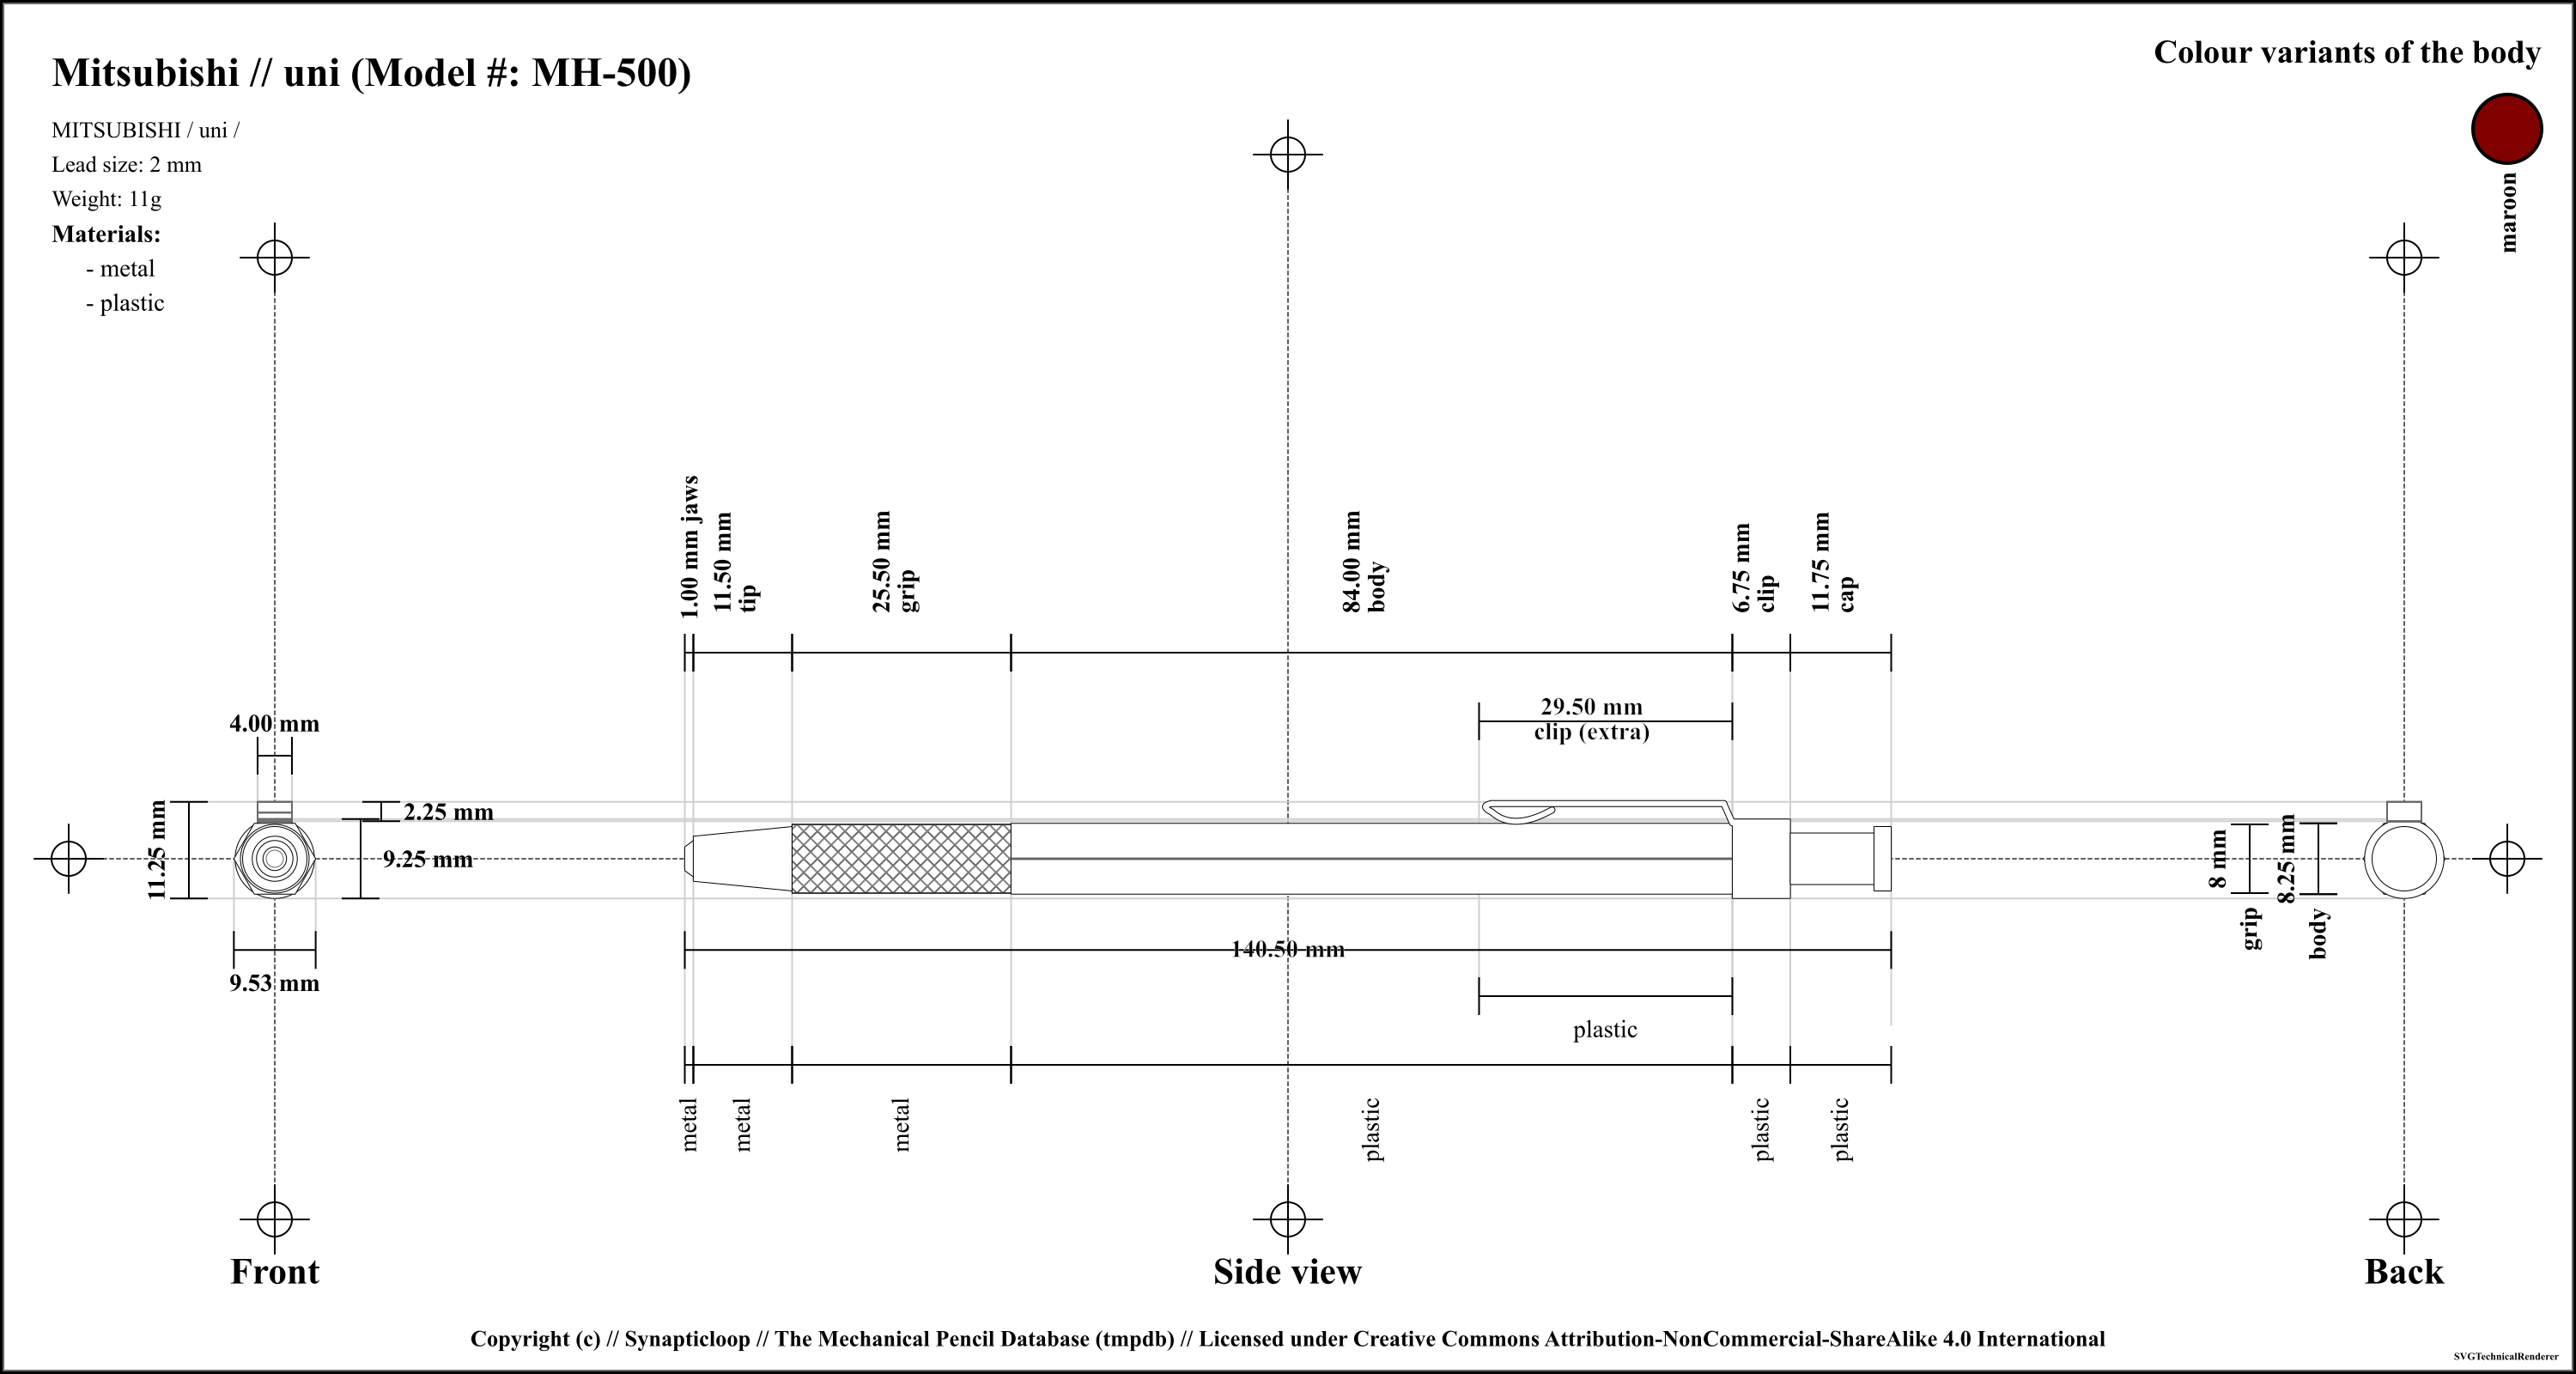 Mitsubishi // uni (Model #: MH-500)
MITSUBISHI / uni /
Lead size: 2 mm
Weight: 11g
Materials:
- metal
- plastic
Colour variants of the body
maroon
1.00 mm jaws
11.50 mm
tip
25.50 mm
grip
84.00 mm
body
6.75 mm
clip
11.75 mm
cap
29.50 mm
clip (extra)
4.00 mm
11.25 mm
2.25 mm
9.25 mm
9.53 mm
140.50 mm
8 mm
grip
8.25 mm
body
plastic
metal
metal
metal
plastic
plastic
plastic
Front
Side view
Back
Copyright (c) // Synapticloop // The Mechanical Pencil Database (tmpdb) // Licensed under Creative Commons Attribution-NonCommercial-ShareAlike 4.0 International
SVGTechnicalRenderer